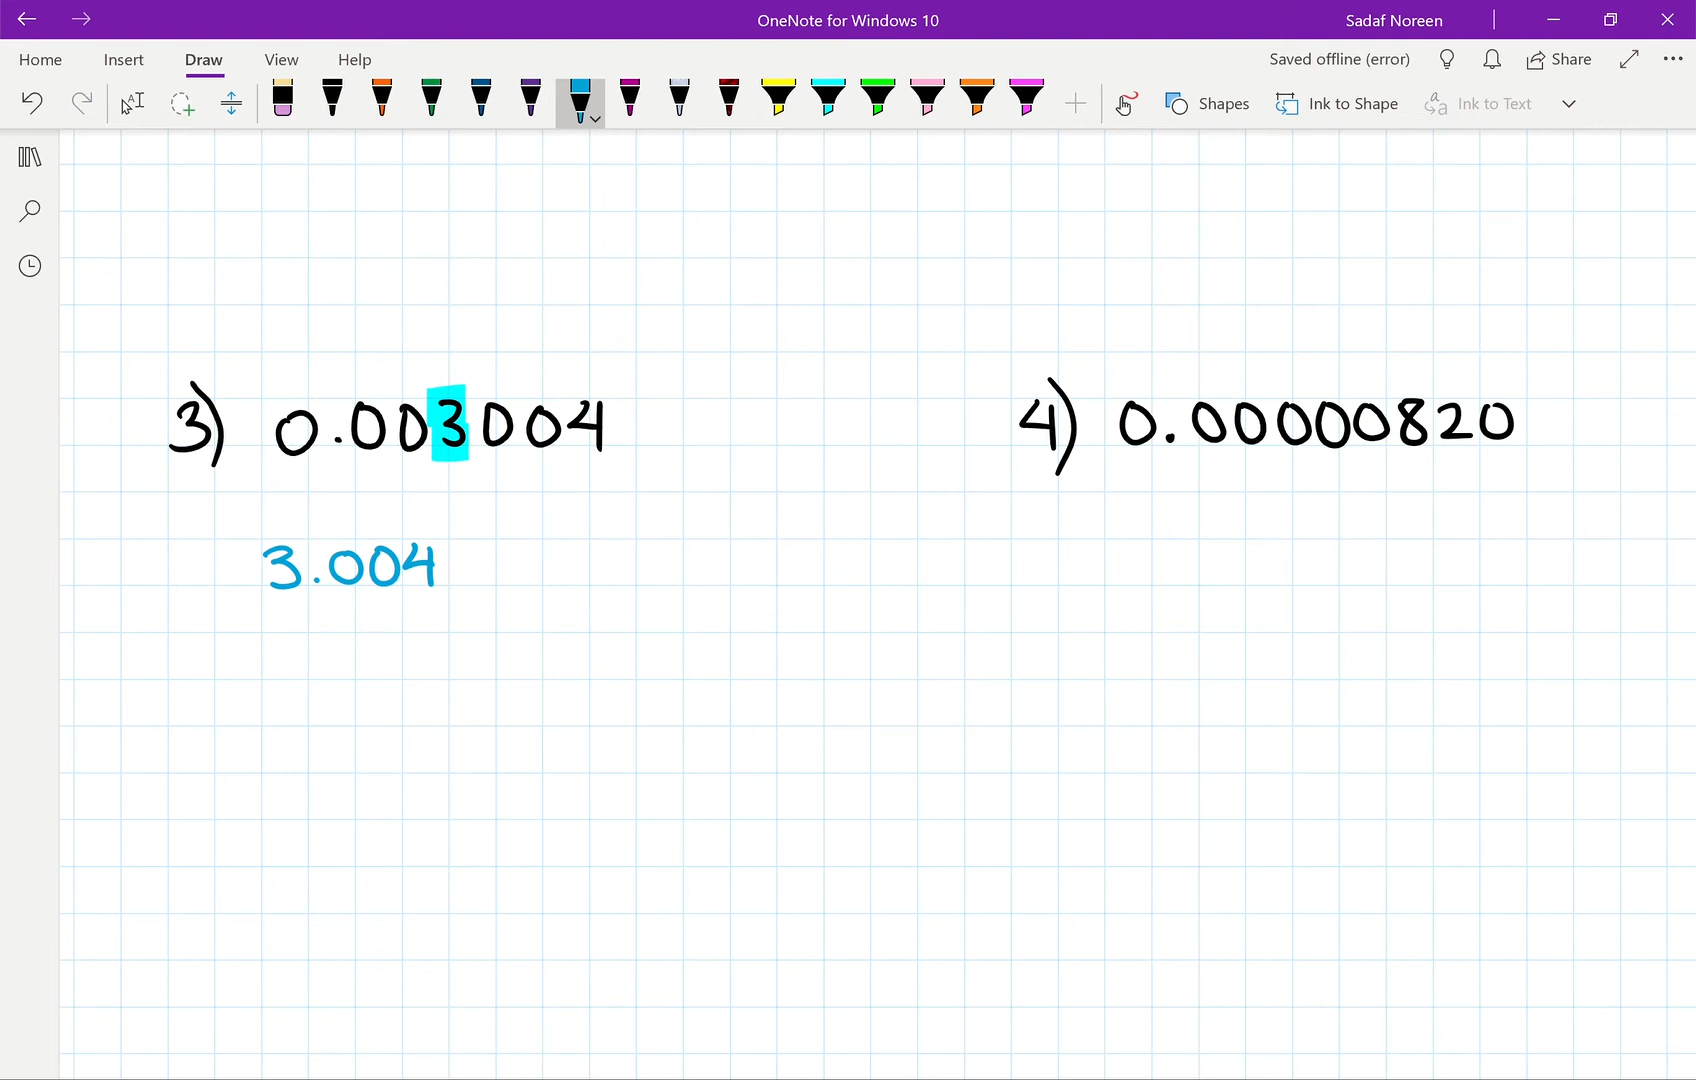 OneNote for Windows 10
Sadaf Noreen
Home Insert Draw View Help
Saved offline (error) Share
Shapes Ink to Shape Ink to Text
3) 0.003004
4) 0.00000820
3.004